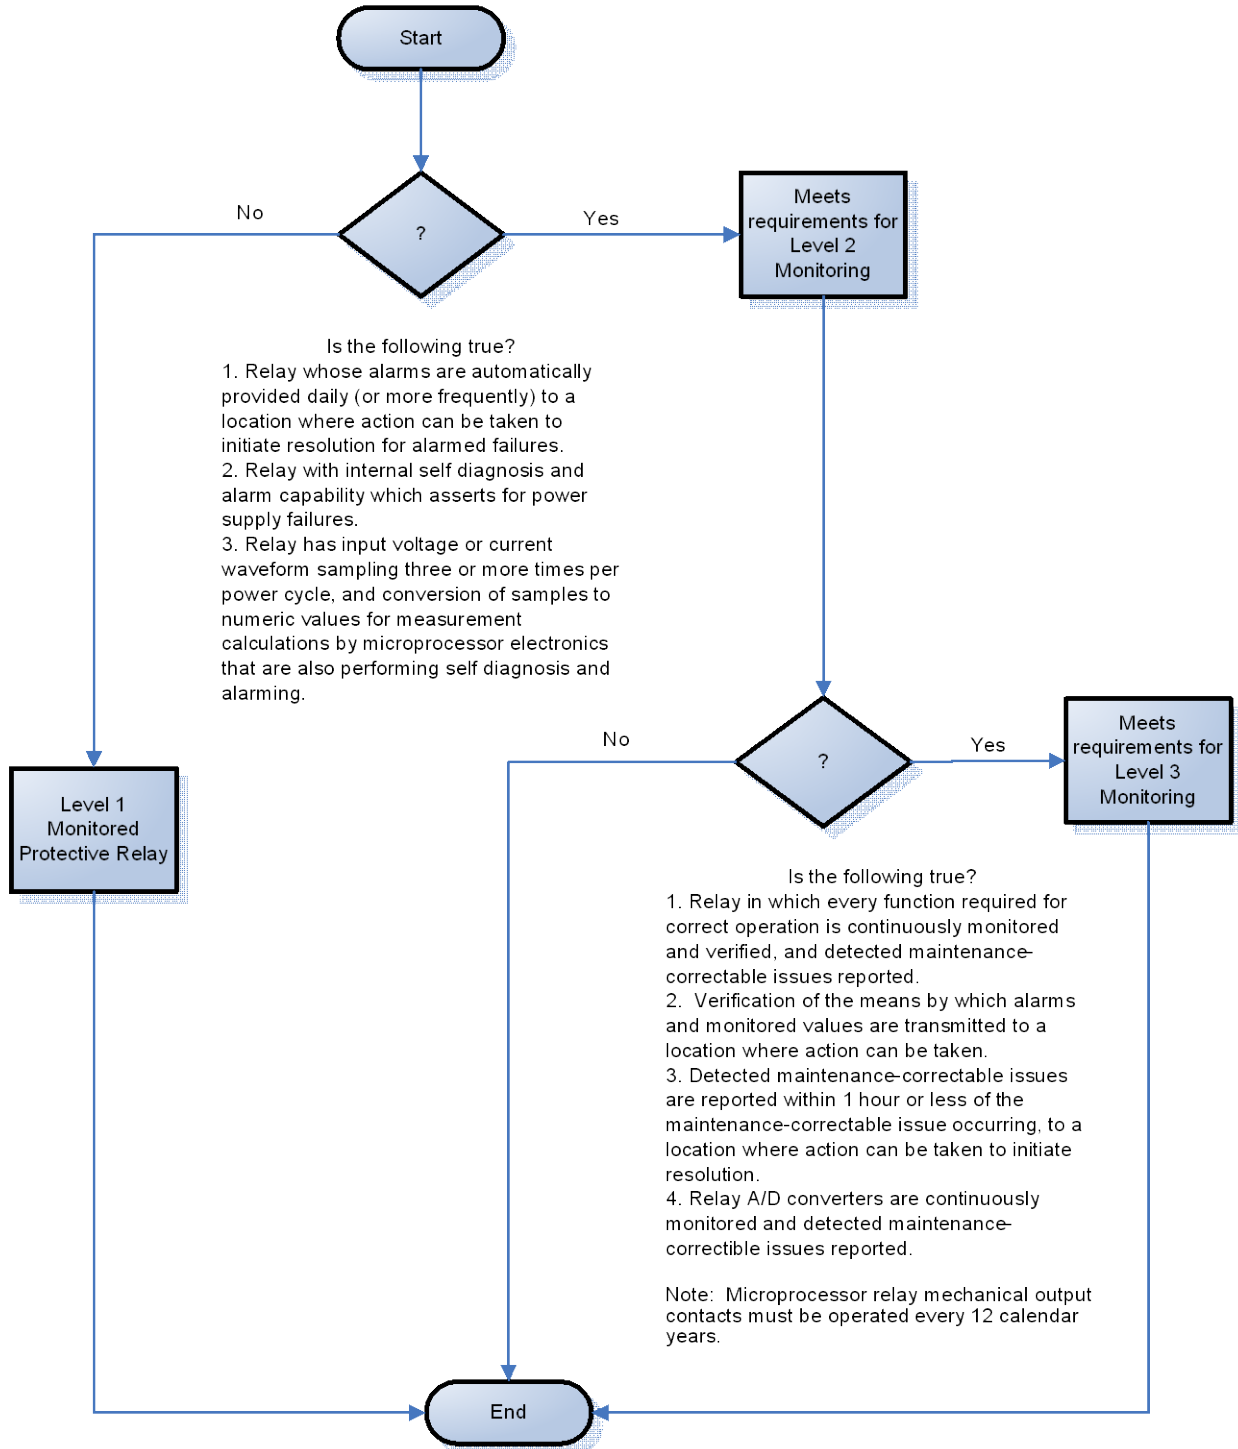 Start
No
?
Yes
Meets
requirements for
Level 2
Monitoring
Is the following true?
1. Relay whose alarms are automatically
provided daily (or more frequently) to a
location where action can be taken to
initiate resolution for alarmed failures.
2. Relay with internal self diagnosis and
alarm capability which asserts for power
supply failures.
3. Relay has input voltage or current
waveform sampling three or more times per
power cycle, and conversion of samples to
numeric values for measurement
calculations by microprocessor electronics
that are also performing self diagnosis and
alarming.
No
?
Yes
Meets
requirements for
Level 3
Monitoring
Level 1
Monitored
Protective Relay
Is the following true?
1. Relay in which every function required for
correct operation is continuously monitored
and verified, and detected maintenance-
correctable issues reported.
2.  Verification of the means by which alarms
and monitored values are transmitted to a
location where action can be taken.
3. Detected maintenance-correctable issues
are reported within 1 hour or less of the
maintenance-correctable issue occurring, to a
location where action can be taken to initiate
resolution.
4. Relay A/D converters are continuously
monitored and detected maintenance-
correctible issues reported.
Note:  Microprocessor relay mechanical output
contacts must be operated every 12 calendar
years.
End